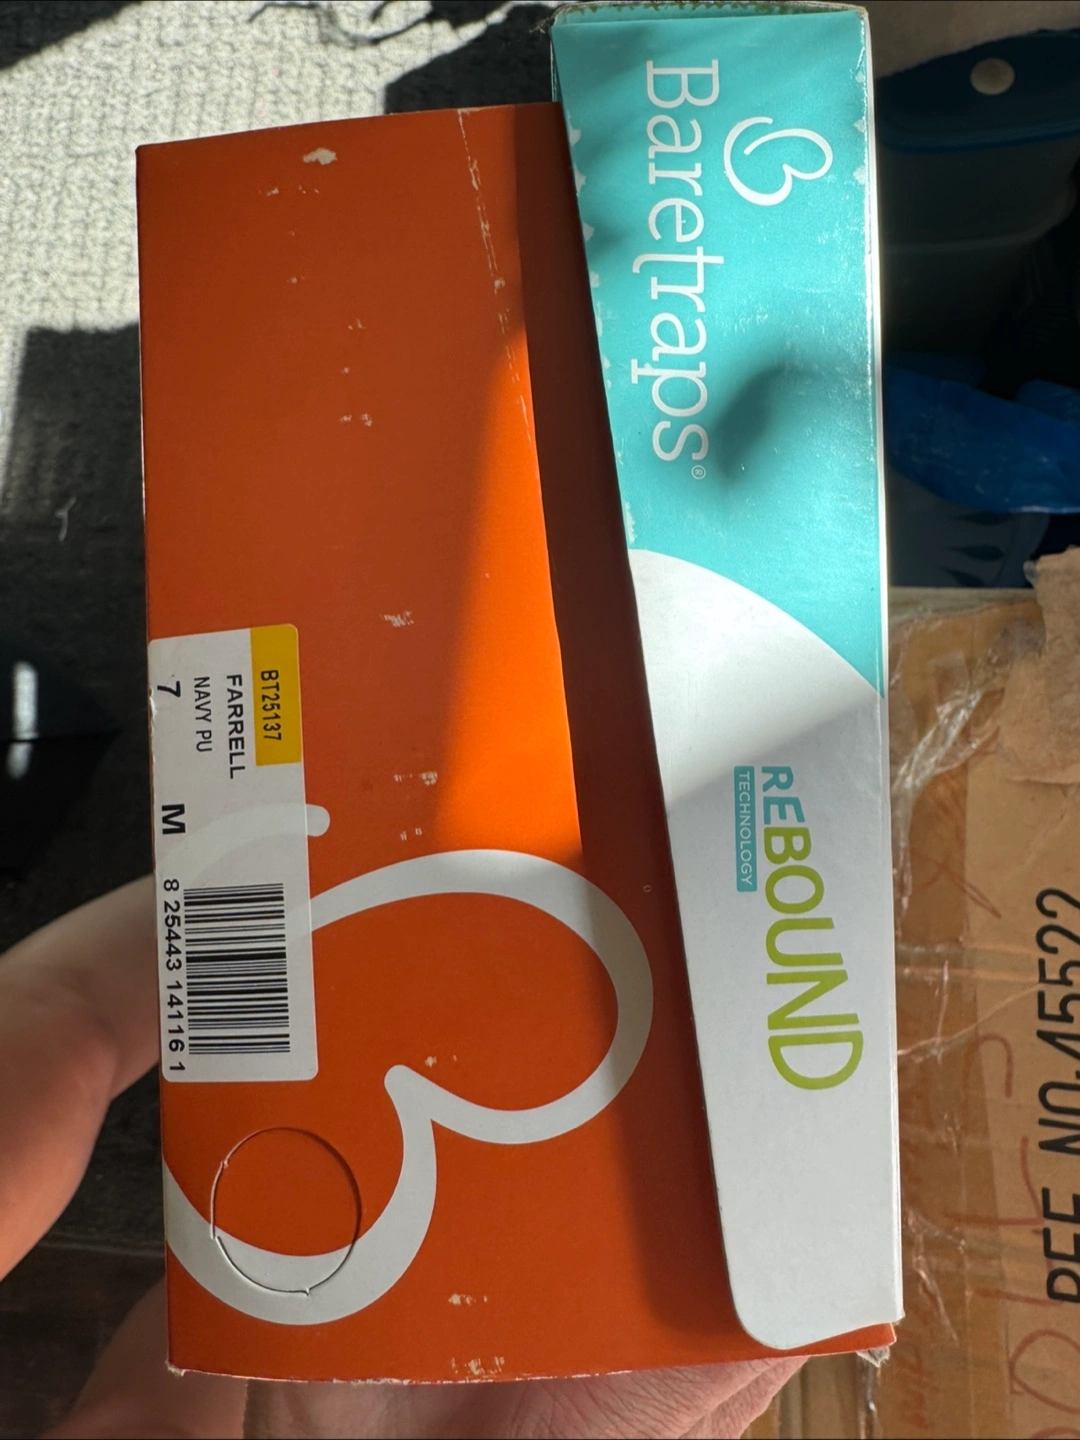 Baretraps®
REBOUND
TECHNOLOGY
BT25137
FARRELL
NAVY PU
7 M
8 25443 14116 1
REF NO.45522